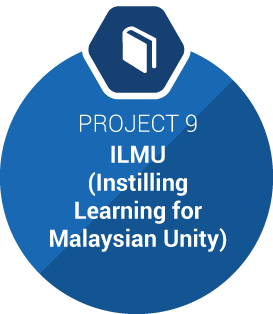 PROJECT 9
ILMU
(Instilling
Learning for
Malaysian Unity)